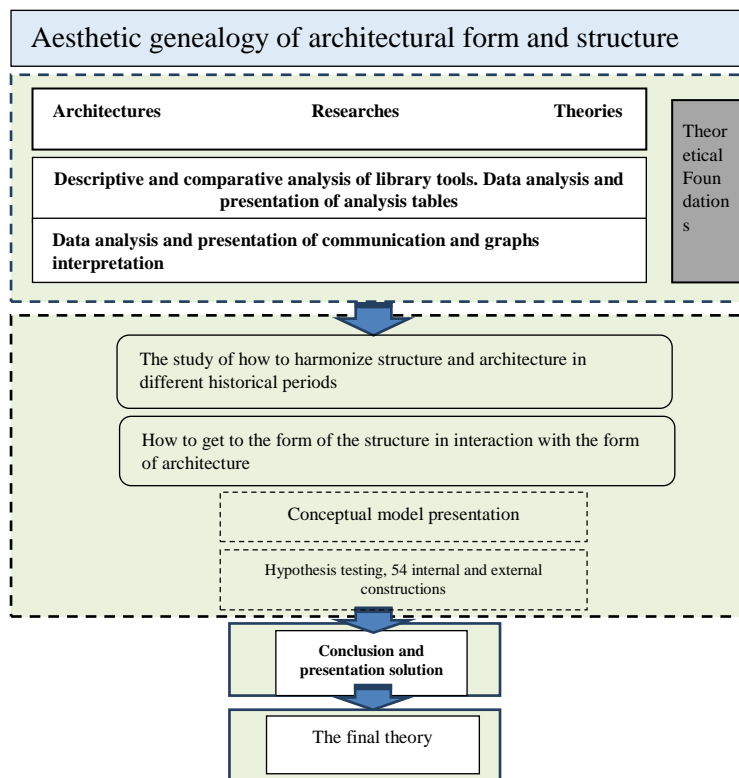 Aesthetic genealogy of architectural form and structure
Architectures Researches Theories
Theor
etical
Foun
dation
s
Descriptive and comparative analysis of library tools. Data analysis and
presentation of analysis tables
Data analysis and presentation of communication and graphs
interpretation
The study of how to harmonize structure and architecture in
different historical periods
How to get to the form of the structure in interaction with the form
of architecture
Conceptual model presentation
Hypothesis testing, 54 internal and external
constructions
Conclusion and
presentation solution
The final theory